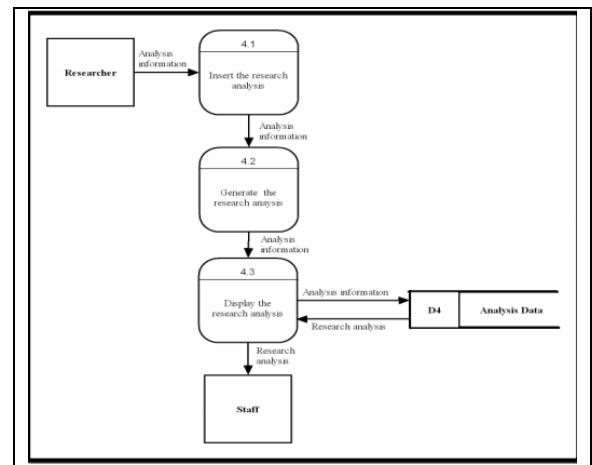 Researcher
Analysis
information
4.1
Insert the research
analysis
Analysis
information
4.2
Generate the
research anaysis
Analysis
information
4.3
Display the
research analysis
Analysis information
Research analysis
D4
Analysis Data
Research
analysis
Staff